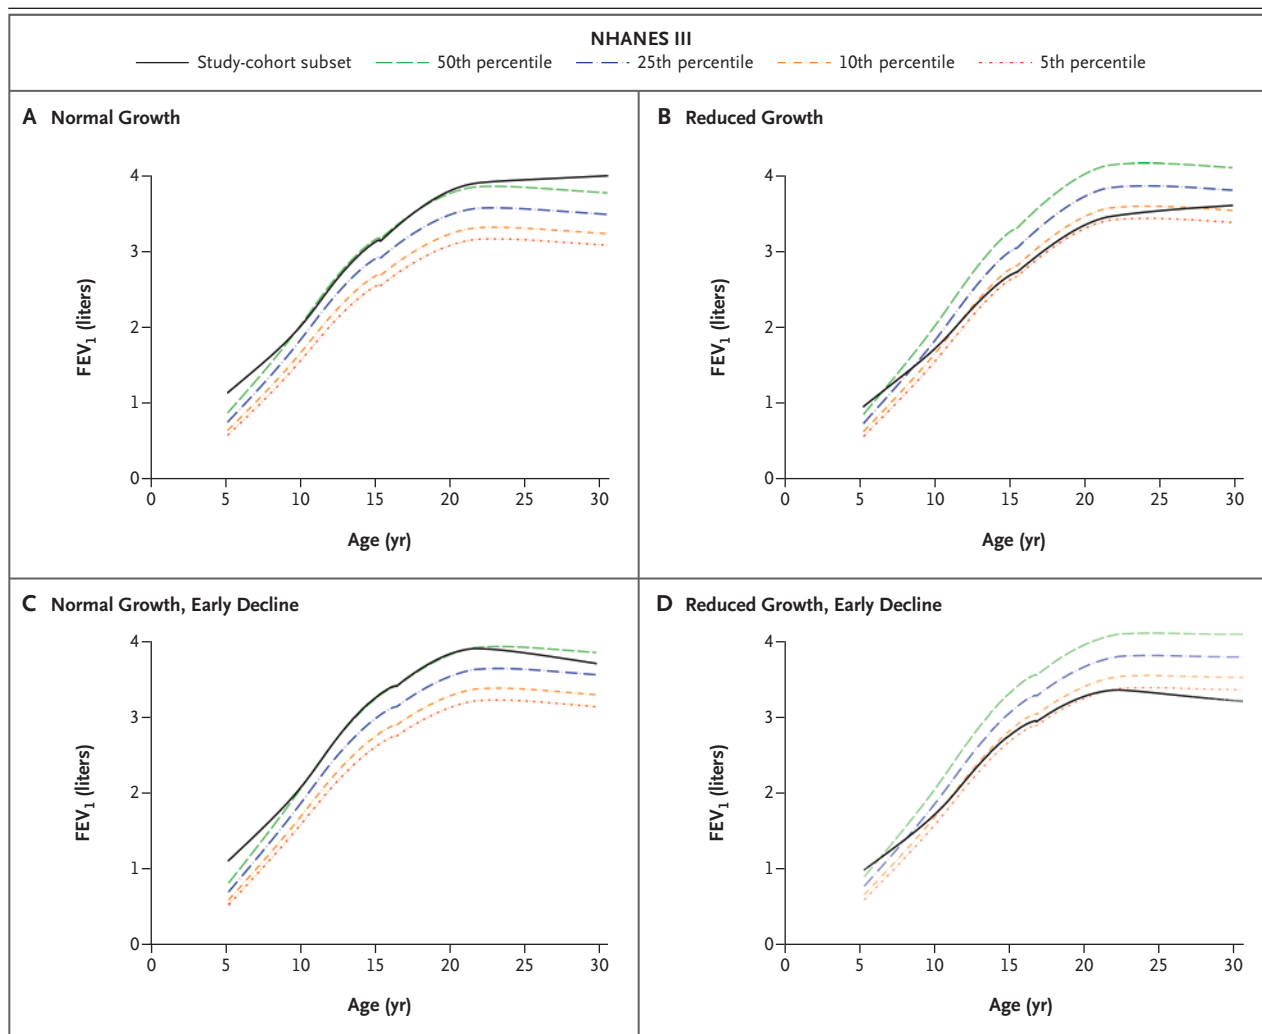 NHANES III
Study-cohort subset 50th percentile 25th percentile 10th percentile 5th percentile
A Normal Growth
4
3
2
1
0
FEV1 (liters)
0 5 10 15 20 25 30
Age (yr)
B Reduced Growth
4
3
2
1
0
FEV1 (liters)
0 5 10 15 20 25 30
Age (yr)
C Normal Growth, Early Decline
4
3
2
1
0
FEV1 (liters)
0 5 10 15 20 25 30
Age (yr)
D Reduced Growth, Early Decline
4
3
2
1
0
FEV1 (liters)
0 5 10 15 20 25 30
Age (yr)